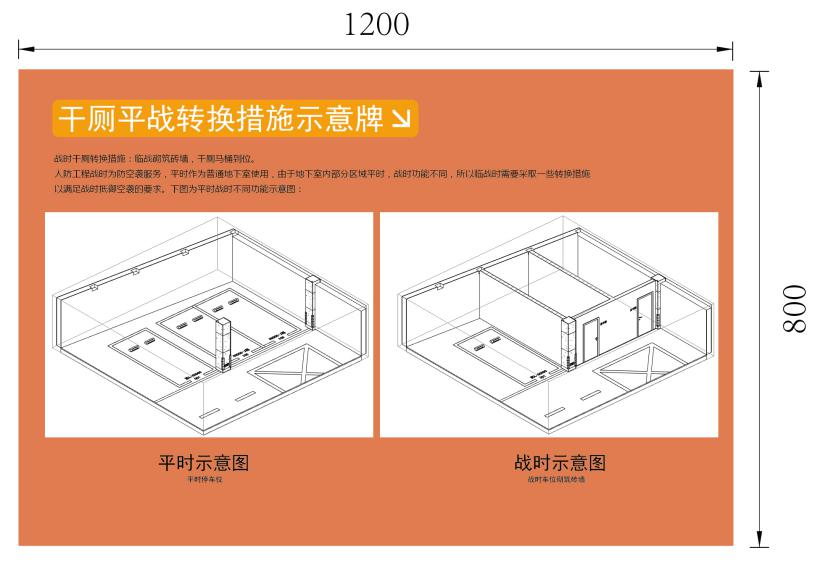 1200
干厕平战转换措施示意牌
战时干厕转换措施：临战砌筑砖墙，干厕马桶到位。
人防工程战时为防空袭服务，平时作为普通地下室使用，由于地下室内部分区域平时，战时功能不同，所以临战时需要采取一些转换措施
以满足战时抵御空袭的要求。下图为平时战时不同功能示意图：
800
平时示意图
战时示意图
平时停车位
战时车位砌筑砖墙